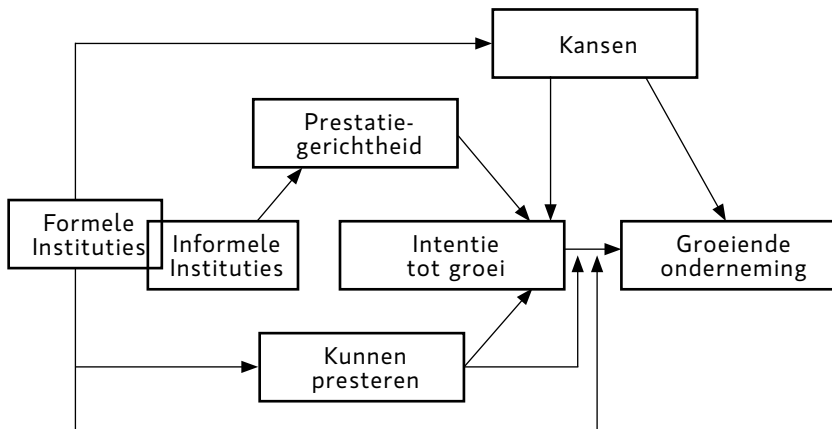 Kansen
Prestatie-
gerichtheid
Formele
Instituties
Informele
Instituties
Intentie
tot groei
Groeiende
onderneming
Kunnen
presteren